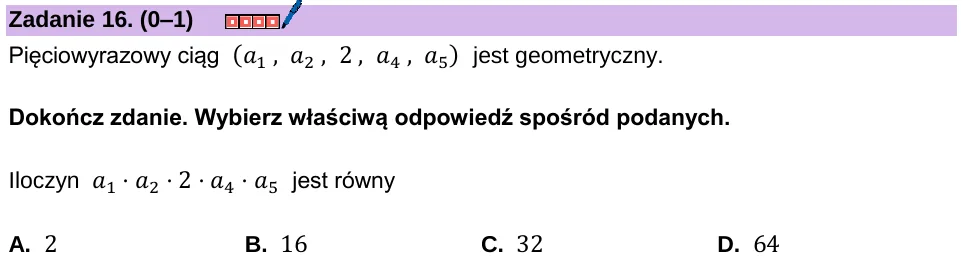 Zadanie 16. (0–1)
Pięciowyrazowy ciąg (a₁ , a₂ , 2 , a₄ , a₅) jest geometryczny.
Dokończ zdanie. Wybierz właściwą odpowiedź spośród podanych.
Iloczyn a₁ · a₂ · 2 · a₄ · a₅ jest równy
A. 2 B. 16 C. 32 D. 64